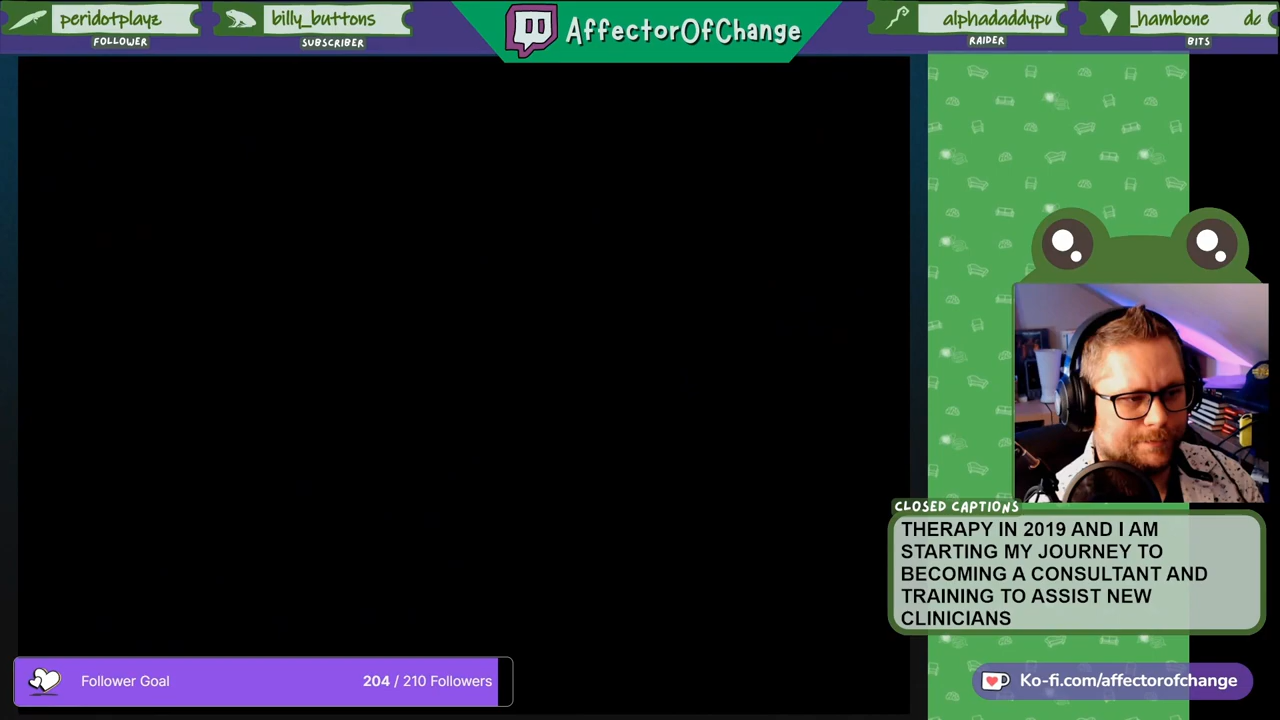 peridotplayz
FOLLOWER
billy_buttons
SUBSCRIBER
AffectorOfChange
alphadaddypu
RAIDER
_hambone
BITS
CLOSED CAPTIONS
THERAPY IN 2019 AND I AM
STARTING MY JOURNEY TO
BECOMING A CONSULTANT AND
TRAINING TO ASSIST NEW
CLINICIANS
Follower Goal
204 / 210 Followers
Ko-fi.com/affectorofchange